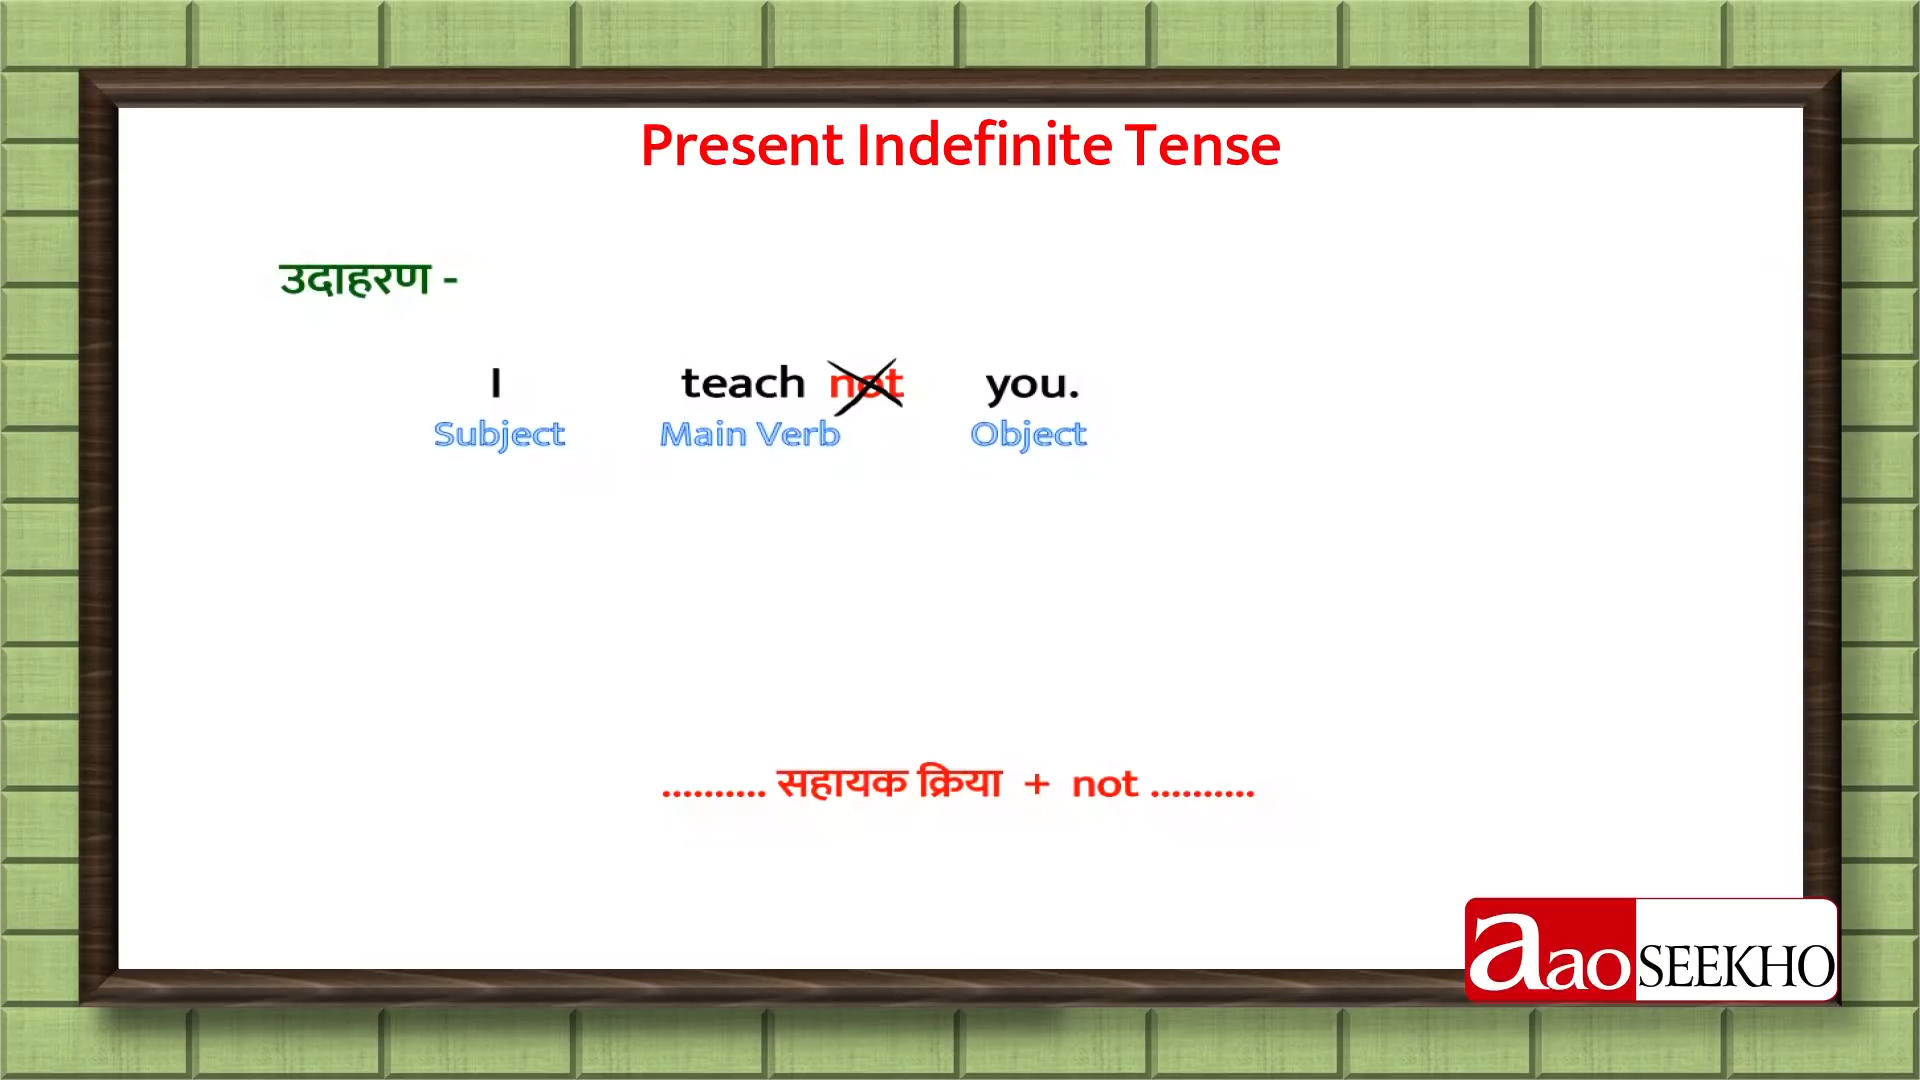 Present Indefinite Tense
उदाहरण -
I teach not you.
Subject Main Verb Object
.......... सहायक क्रिया + not ..........
aao SEEKHO